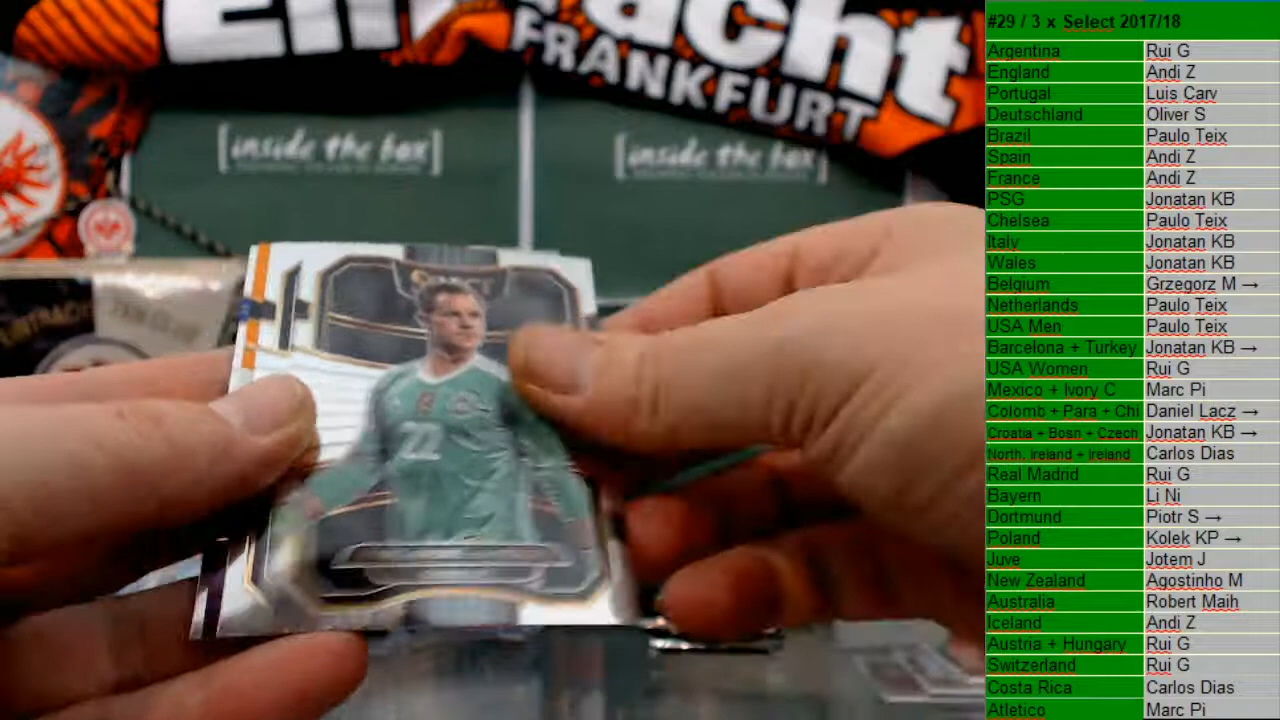 Eintracht
FRANKFURT
[inside the box]
[inside the box]
22
#29 / 3 x Select 2017/18
Argentina Rui G
England Andi Z
Portugal Luis Carv
Deutschland Oliver S
Brazil Paulo Teix
Spain Andi Z
France Andi Z
PSG Jonatan KB
Chelsea Paulo Teix
Italy Jonatan KB
Wales Jonatan KB
Belgium Grzegorz M →
Netherlands Paulo Teix
USA Men Paulo Teix
Barcelona + Turkey Jonatan KB →
USA Women Rui G
Mexico + Ivory C Marc Pi
Colomb + Para + Chi Daniel Lacz →
Croatia + Bosn + Czech Jonatan KB →
North. Ireland + Ireland Carlos Dias
Real Madrid Rui G
Bayern Li Ni
Dortmund Piotr S →
Poland Kolek KP →
Juve Jotem J
New Zealand Agostinho M
Australia Robert Maih
Iceland Andi Z
Austria + Hungary Rui G
Switzerland Rui G
Costa Rica Carlos Dias
Atletico Marc Pi